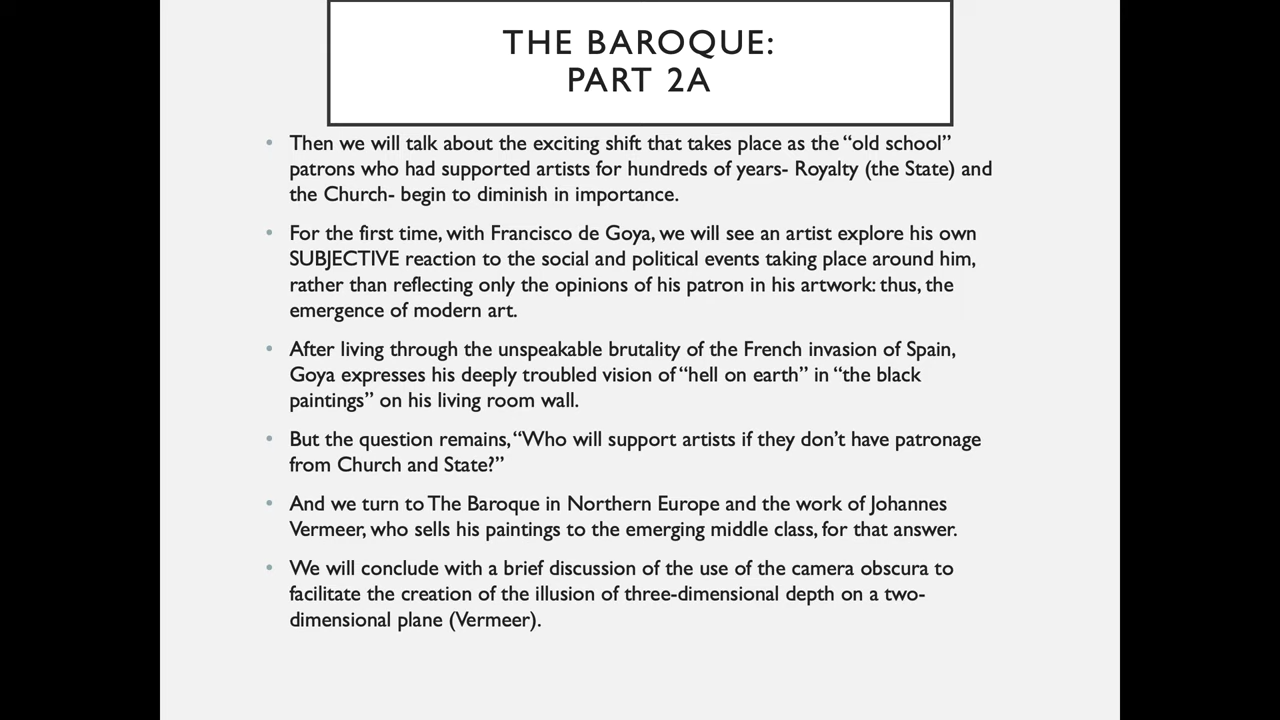 THE BAROQUE:
PART 2A
• Then we will talk about the exciting shift that takes place as the “old school”
patrons who had supported artists for hundreds of years- Royalty (the State) and
the Church- begin to diminish in importance.
• For the first time, with Francisco de Goya, we will see an artist explore his own
SUBJECTIVE reaction to the social and political events taking place around him,
rather than reflecting only the opinions of his patron in his artwork: thus, the
emergence of modern art.
• After living through the unspeakable brutality of the French invasion of Spain,
Goya expresses his deeply troubled vision of “hell on earth” in “the black
paintings” on his living room wall.
• But the question remains, “Who will support artists if they don’t have patronage
from Church and State?”
• And we turn to The Baroque in Northern Europe and the work of Johannes
Vermeer, who sells his paintings to the emerging middle class, for that answer.
• We will conclude with a brief discussion of the use of the camera obscura to
facilitate the creation of the illusion of three-dimensional depth on a two-
dimensional plane (Vermeer).